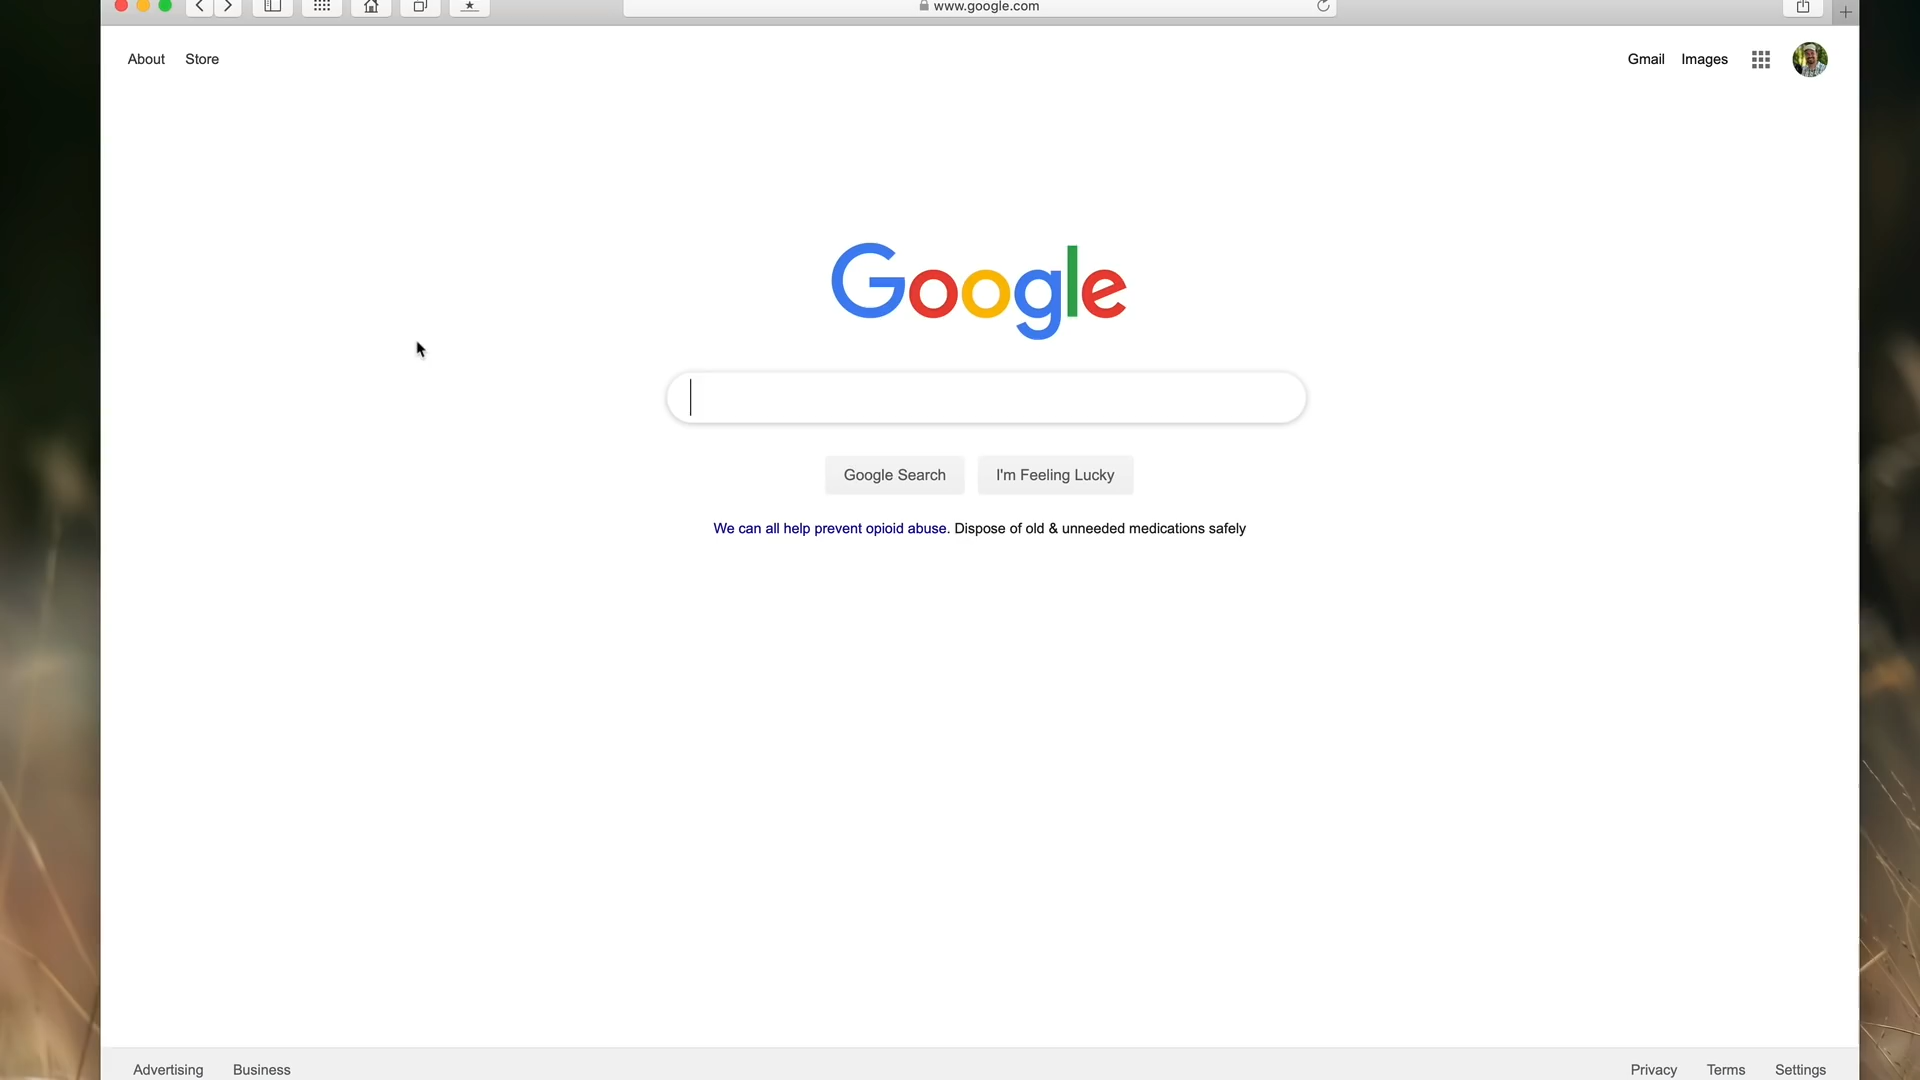 www.google.com
About Store
Gmail Images
Google
Google Search I'm Feeling Lucky
We can all help prevent opioid abuse. Dispose of old & unneeded medications safely
Advertising Business
Privacy Terms Settings